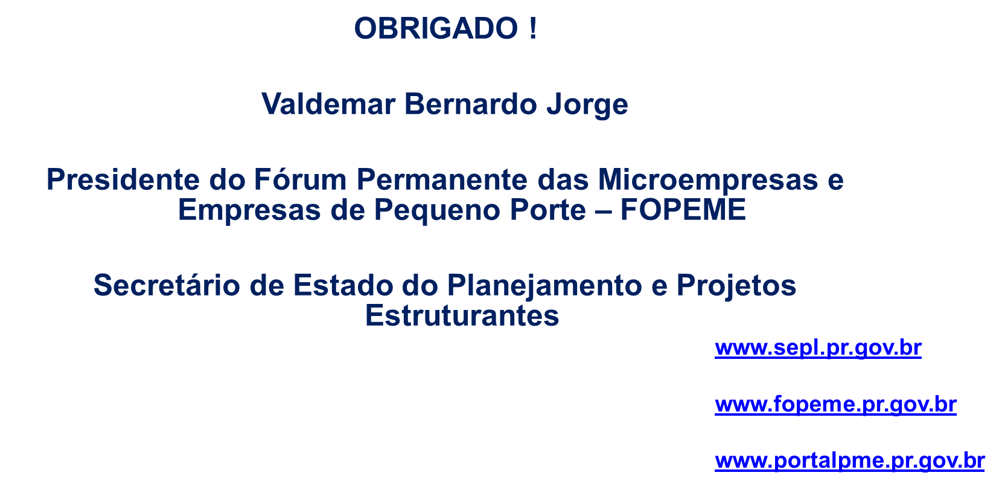 OBRIGADO !
Valdemar Bernardo Jorge
Presidente do Fórum Permanente das Microempresas e
Empresas de Pequeno Porte – FOPEME
Secretário de Estado do Planejamento e Projetos
Estruturantes
www.sepl.pr.gov.br
www.fopeme.pr.gov.br
www.portalpme.pr.gov.br